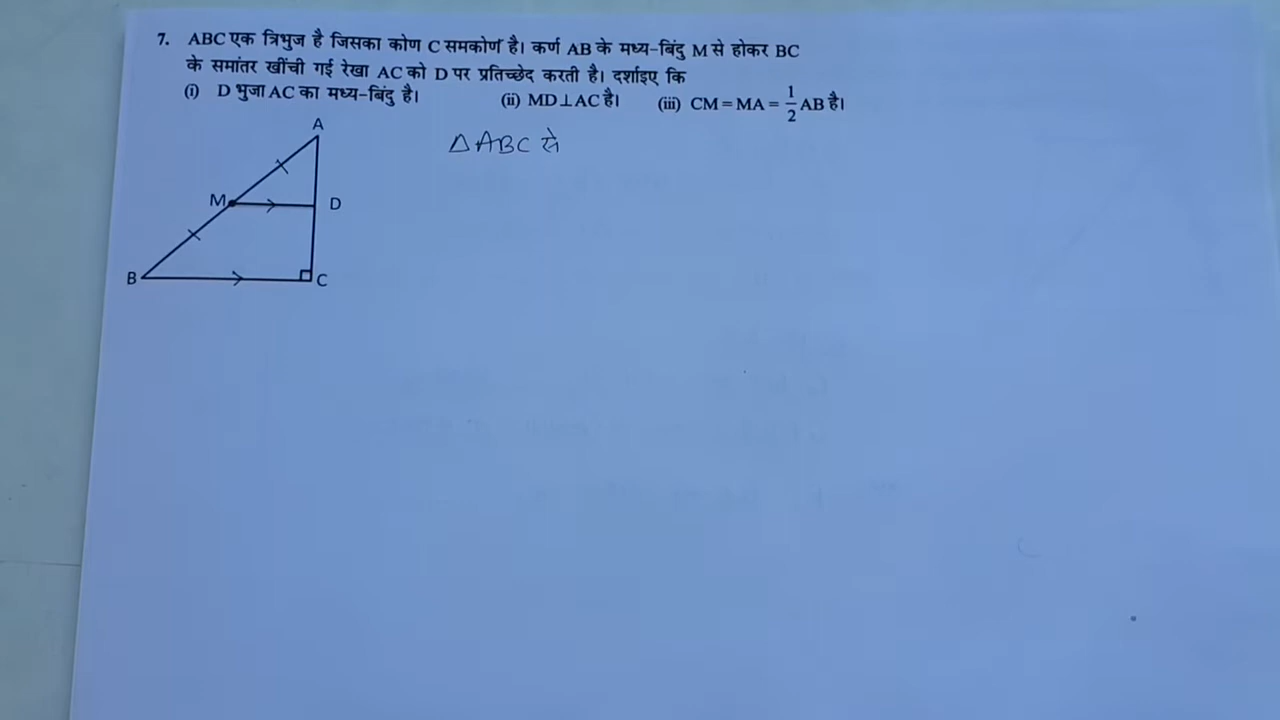 7. ABC एक त्रिभुज है जिसका कोण C समकोण है। कर्ण AB के मध्य-बिंदु M से होकर BC
के समांतर खींची गई रेखा AC को D पर प्रतिच्छेद करती है। दर्शाइए कि
(i) D भुजा AC का मध्य-बिंदु है। (ii) MD ⊥ AC है। (iii) CM = MA = 1/2 AB है।
△ ABC से
A
M
D
B
C